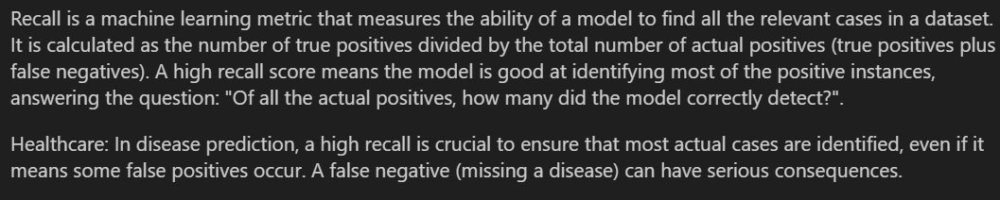 Recall is a machine learning metric that measures the ability of a model to find all the relevant cases in a dataset.
It is calculated as the number of true positives divided by the total number of actual positives (true positives plus
false negatives). A high recall score means the model is good at identifying most of the positive instances,
answering the question: "Of all the actual positives, how many did the model correctly detect?".
Healthcare: In disease prediction, a high recall is crucial to ensure that most actual cases are identified, even if it
means some false positives occur. A false negative (missing a disease) can have serious consequences.